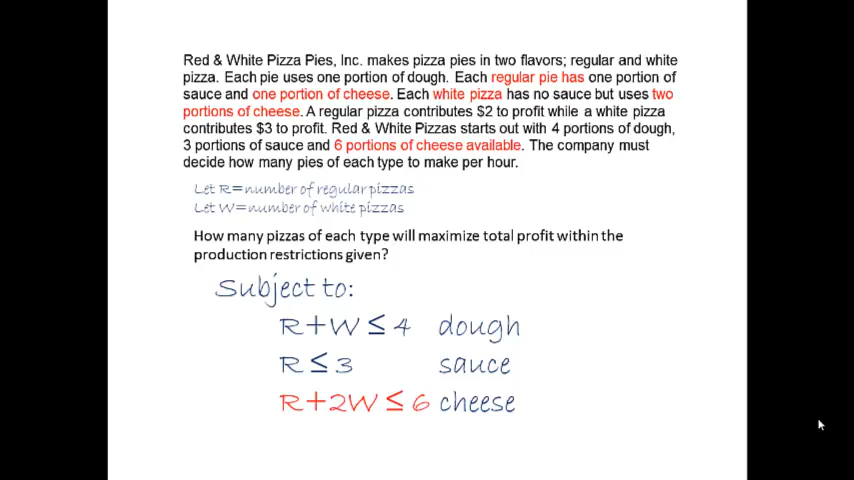 Red & White Pizza Pies, Inc. makes pizza pies in two flavors; regular and white
pizza. Each pie uses one portion of dough. Each regular pie has one portion of
sauce and one portion of cheese. Each white pizza has no sauce but uses two
portions of cheese. A regular pizza contributes $2 to profit while a white pizza
contributes $3 to profit. Red & White Pizzas starts out with 4 portions of dough,
3 portions of sauce and 6 portions of cheese available. The company must
decide how many pies of each type to make per hour.
Let R=number of regular pizzas
Let W=number of white pizzas
How many pizzas of each type will maximize total profit within the
production restrictions given?
Subject to:
R+W ≤ 4 dough
R ≤ 3 sauce
R+2W ≤ 6 cheese